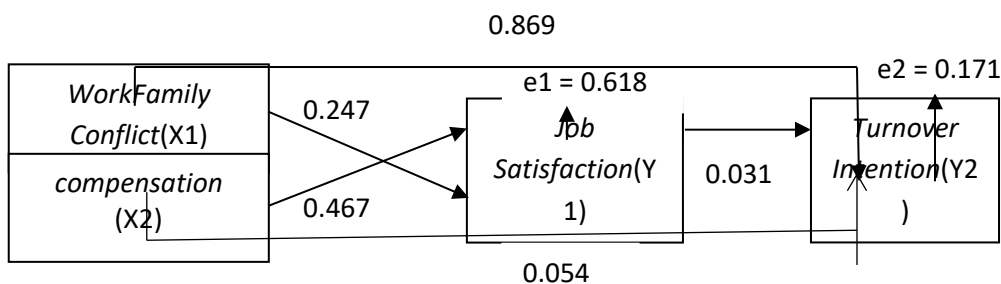 0.869
WorkFamily
Conflict(X1)
compensation
(X2)
0.247
0.467
e1 = 0.618
Job
Satisfaction(Y
1)
0.031
0.054
e2 = 0.171
Turnover
Intention(Y2
)